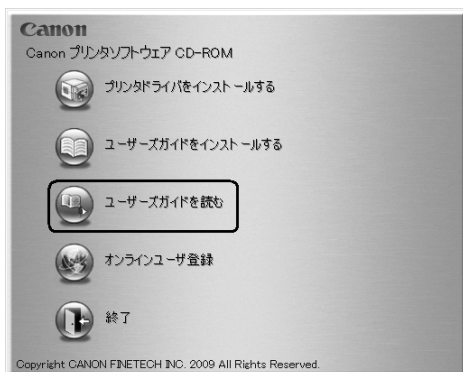 Canon
Canon プリンタソフトウェア CD-ROM
プリンタドライバをインストールする
ユーザーズガイドをインストールする
ユーザーズガイドを読む
オンラインユーザ登録
終了
Copyright CANON FINETECH INC. 2009 All Rights Reserved.